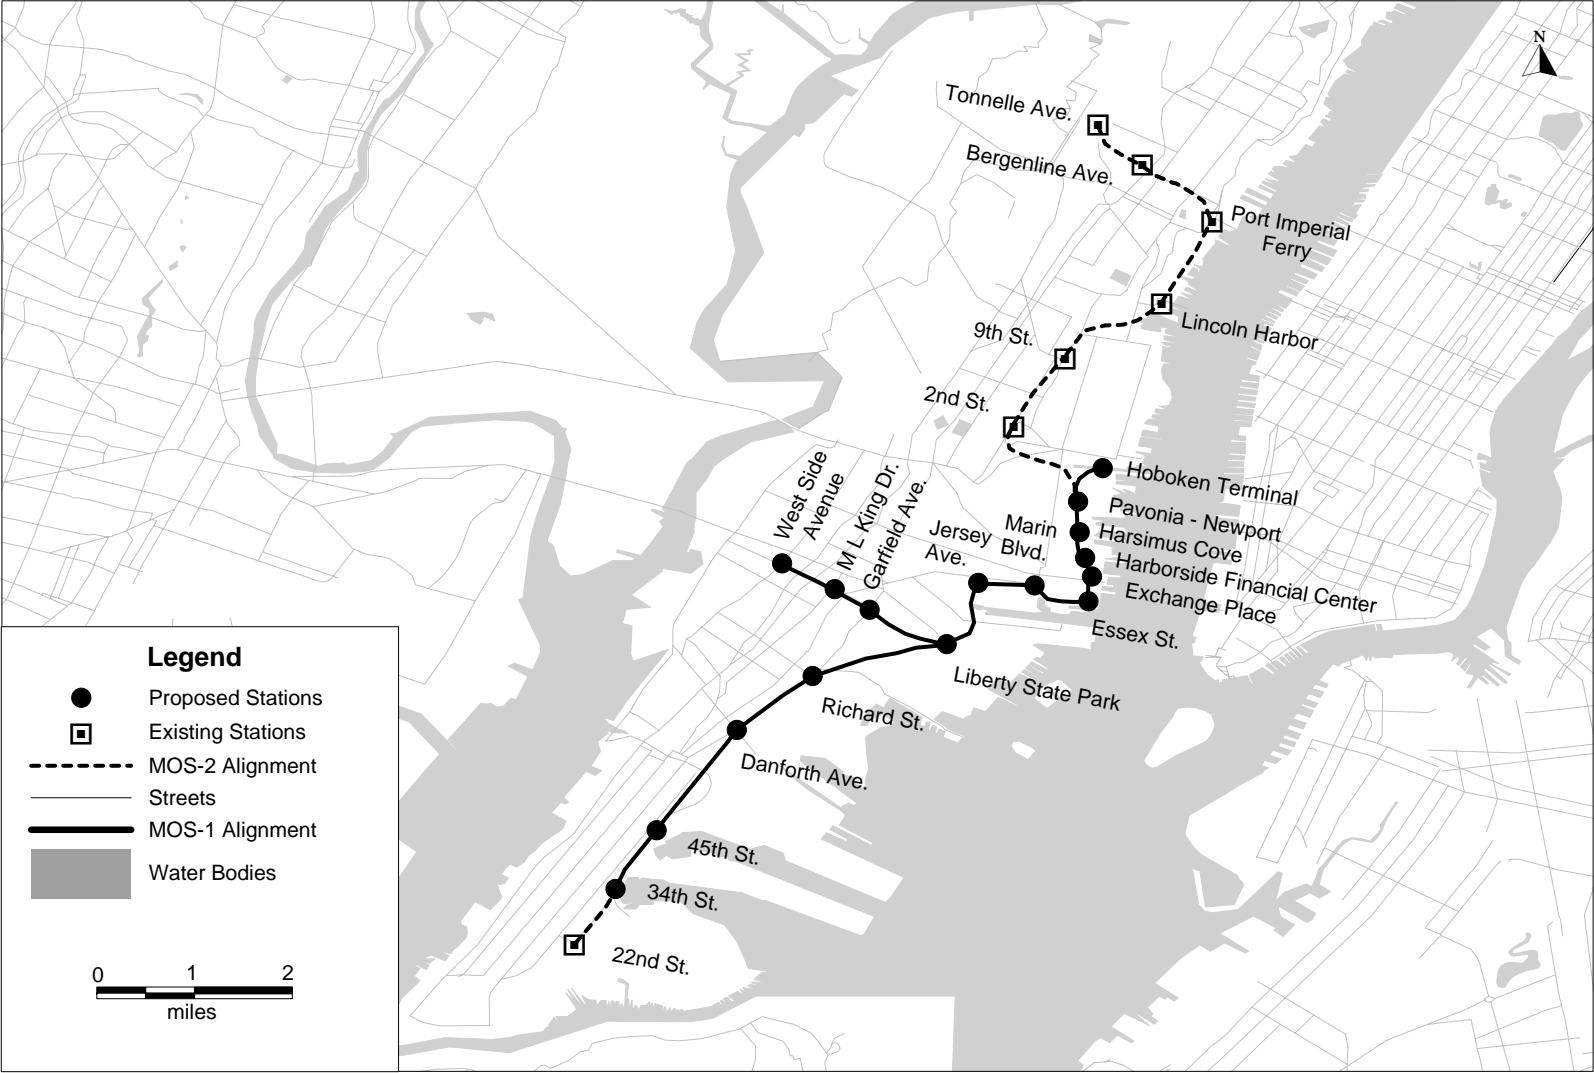 N
Tonnelle Ave.
Bergenline Ave.
Port Imperial
Ferry
Lincoln Harbor
9th St.
2nd St.
Hoboken Terminal
Pavonia - Newport
Harsimus Cove
Harborside Financial Center
Exchange Place
Essex St.
Marin
Blvd.
Jersey
Ave.
West Side
Avenue
M L King Dr.
Garfield Ave.
Liberty State Park
Richard St.
Danforth Ave.
45th St.
34th St.
22nd St.
Legend
Proposed Stations
Existing Stations
MOS-2 Alignment
Streets
MOS-1 Alignment
Water Bodies
0 1 2
miles